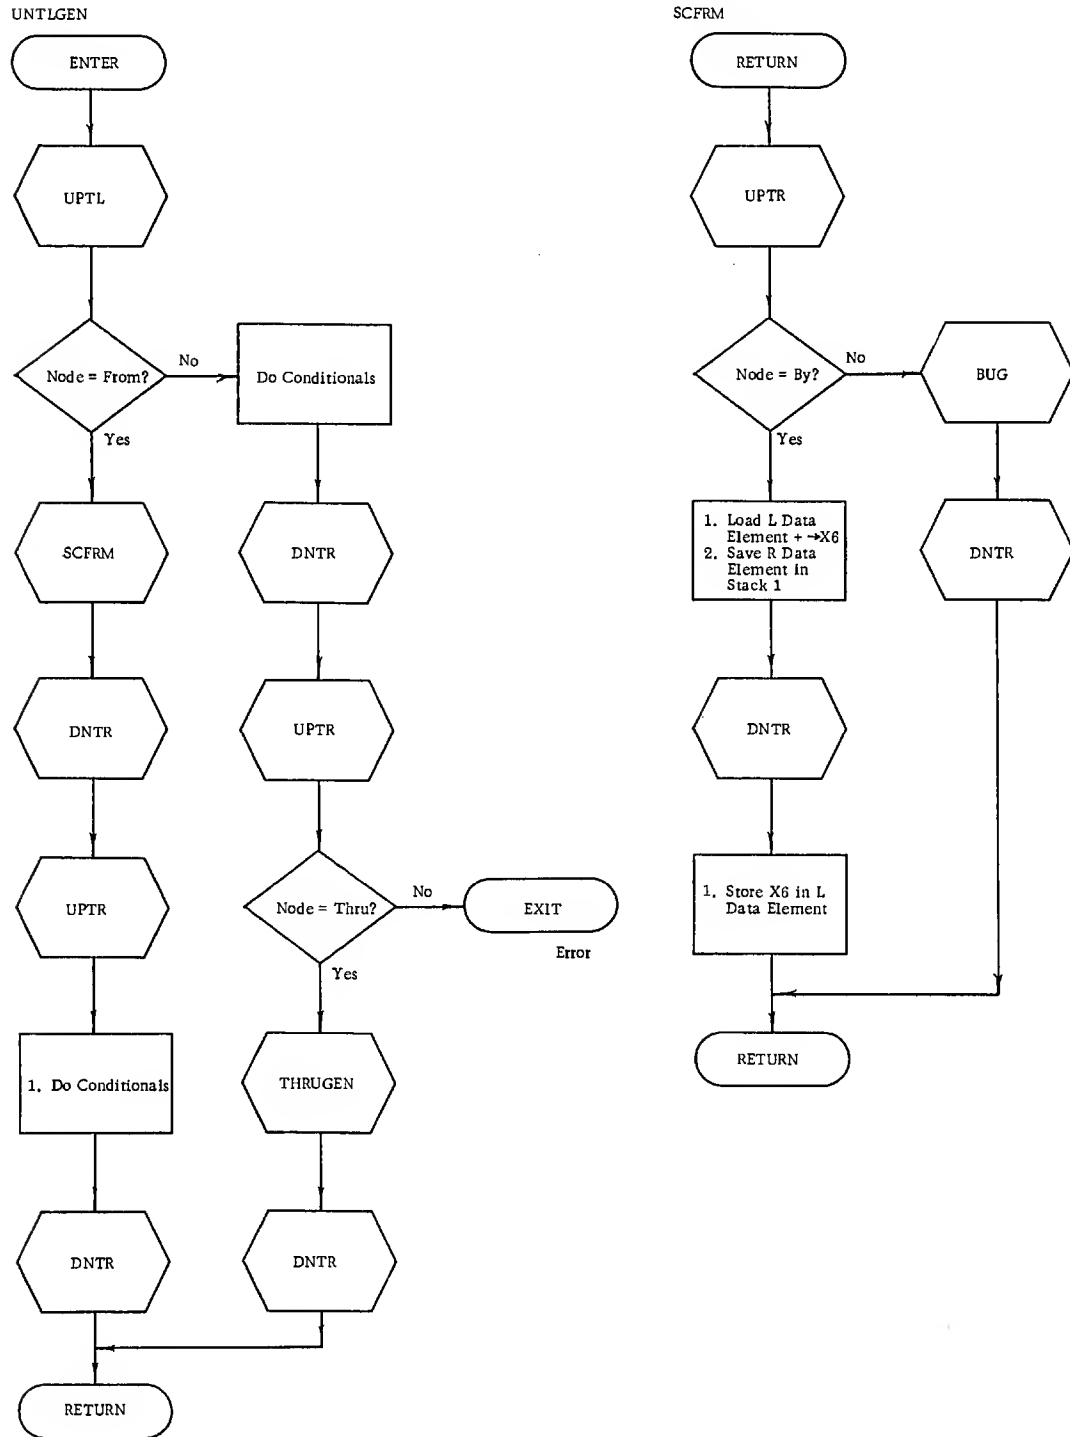 UNTLGEN
ENTER
UPTL
Node = From?
No
Do Conditionals
Yes
SCFRM
DNTR
DNTR
UPTR
UPTR
Node = Thru?
No
EXIT
Error
Yes
1. Do Conditionals
THRUGEN
DNTR
DNTR
RETURN
SCFRM
RETURN
UPTR
Node = By?
No
BUG
Yes
1. Load L Data
Element + →X6
2. Save R Data
Element in
Stack 1
DNTR
DNTR
1. Store X6 in L
Data Element
RETURN